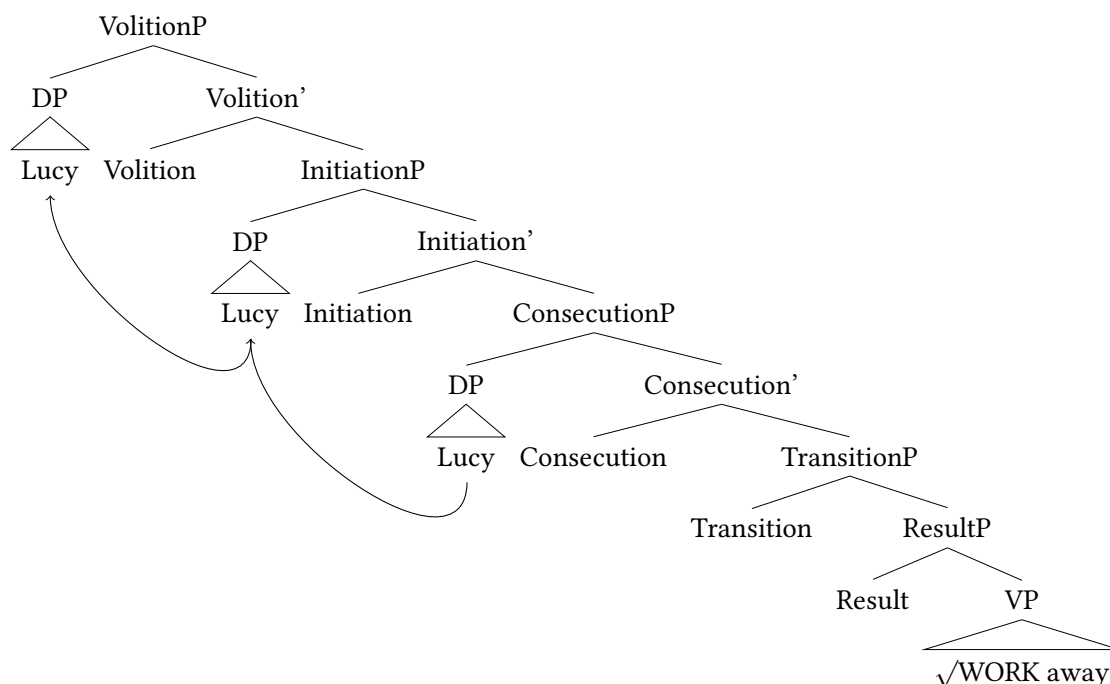 VolitionP
DP Volition’
Lucy Volition InitiationP
DP Initiation’
Lucy Initiation ConsecutionP
DP Consecution’
Lucy Consecution TransitionP
Transition ResultP
Result VP
√WORK away